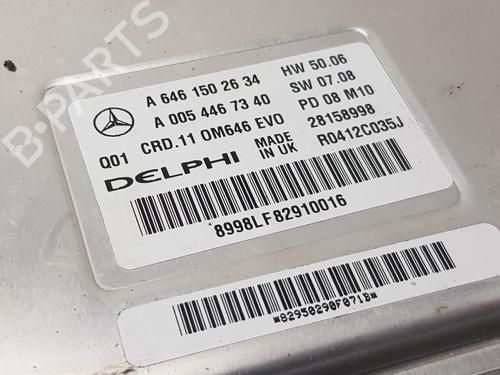 B-PARTS
A 646 150 26 34 HW 50.06
A 005 446 73 40 SW 07.08
Q01 CRD.11 OM646 EVO PD 08 M10
DELPHI MADE IN UK 28158998
R0412C035J
8998LF82910016
*82950290F071B*